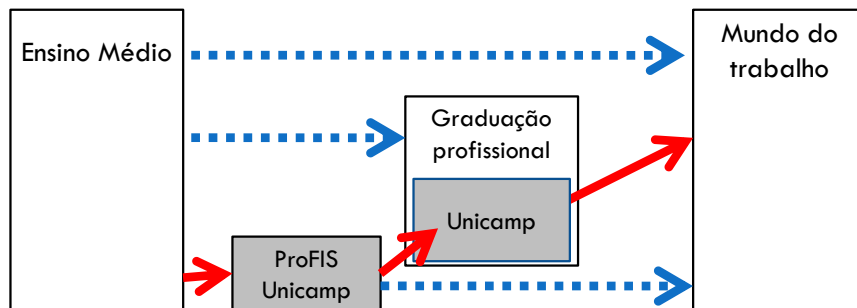 Ensino Médio
Mundo do
trabalho
Graduação
profissional
Unicamp
ProFIS
Unicamp